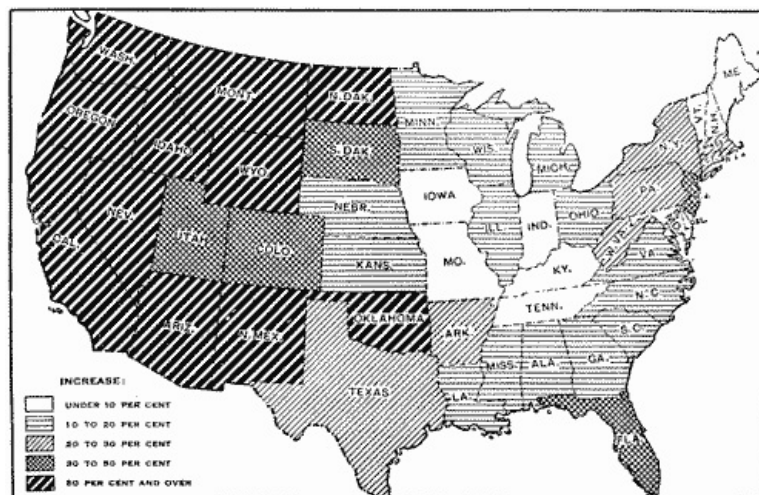 WASH.
MONT.
N. DAK.
MINN.
ME.
VT.
N.H.
OREGON
IDAHO
WYO.
S. DAK.
WIS.
MICH.
N.Y.
NEBR.
IOWA
PA.
NEV.
UTAH
COLO.
ILL.
IND.
OHIO
CAL.
KANS.
MO.
W.VA.
VA.
KY.
N.C.
TENN.
ARIZ.
N. MEX.
OKLAHOMA
ARK.
S.C.
MISS.
ALA.
GA.
TEXAS
LA.
FLA.
INCREASE:
UNDER 10 PER CENT
10 TO 20 PER CENT
20 TO 30 PER CENT
30 TO 50 PER CENT
50 PER CENT AND OVER